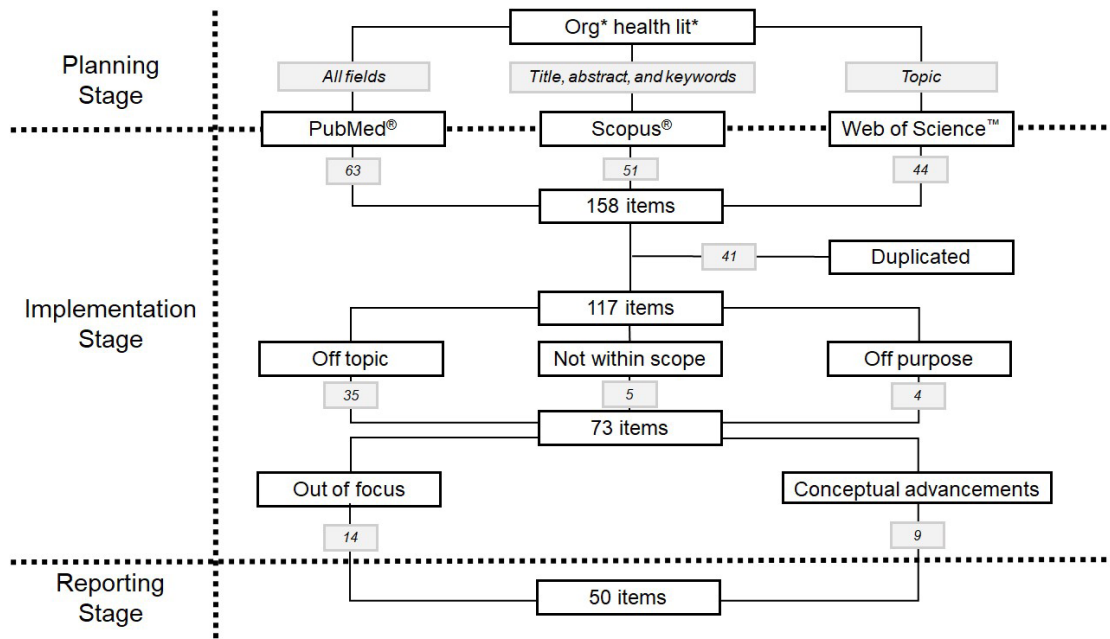 Org* health lit*
Planning
Stage
All fields
Title, abstract, and keywords
Topic
PubMed®
Scopus®
Web of Science™
63
51
44
158 items
41
Duplicated
117 items
Implementation
Stage
Off topic
Not within scope
Off purpose
35
5
4
73 items
Out of focus
Conceptual advancements
14
9
Reporting
Stage
50 items